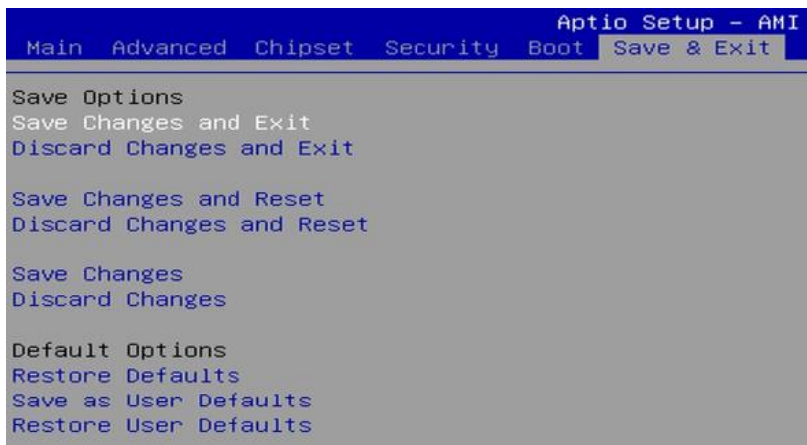 Aptio Setup – AMI
Main Advanced Chipset Security Boot Save & Exit
Save Options
Save Changes and Exit
Discard Changes and Exit
Save Changes and Reset
Discard Changes and Reset
Save Changes
Discard Changes
Default Options
Restore Defaults
Save as User Defaults
Restore User Defaults